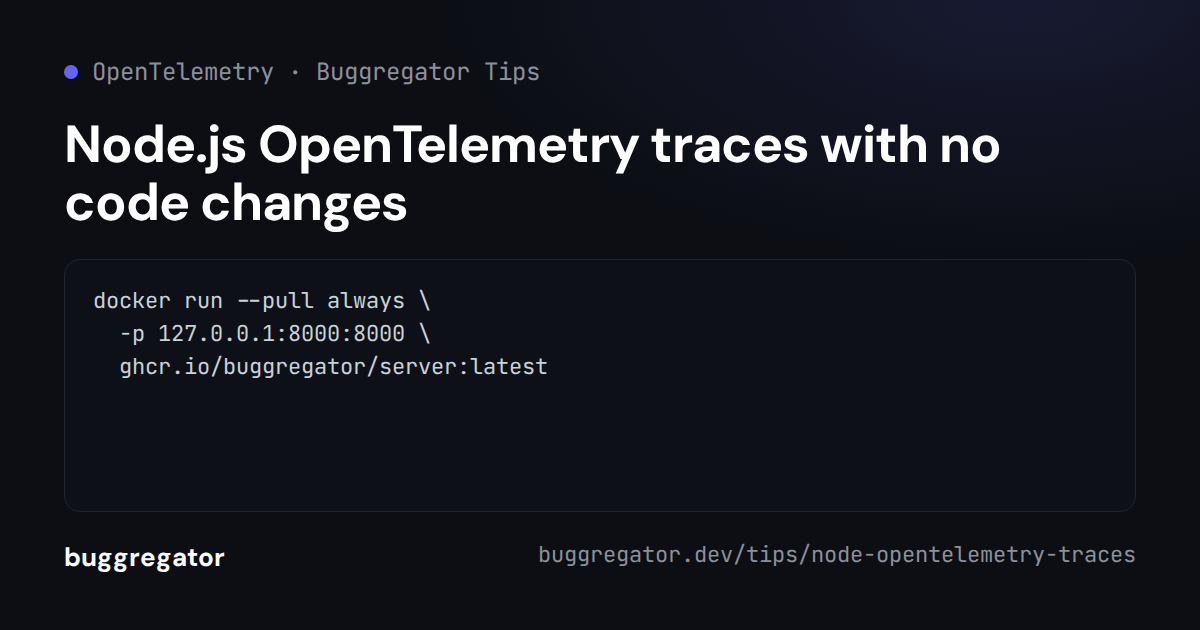 OpenTelemetry · Buggregator Tips
Node.js OpenTelemetry traces with no
code changes
docker run --pull always \
-p 127.0.0.1:8000:8000 \
ghcr.io/buggregator/server:latest
buggregator
buggregator.dev/tips/node-opentelemetry-traces